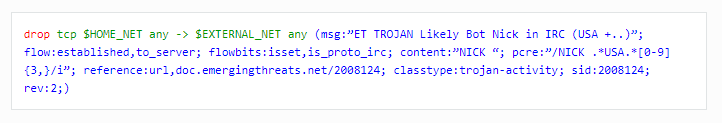 drop tcp $HOME_NET any -> $EXTERNAL_NET any (msg:”ET TROJAN Likely Bot Nick in IRC (USA +..)”;
flow:established,to_server; flowbits:isset,is_proto_irc; content:”NICK “; pcre:”/NICK .*USA.*[0-9]
{3,}/i”; reference:url,doc.emergingthreats.net/2008124; classtype:trojan-activity; sid:2008124;
rev:2;)